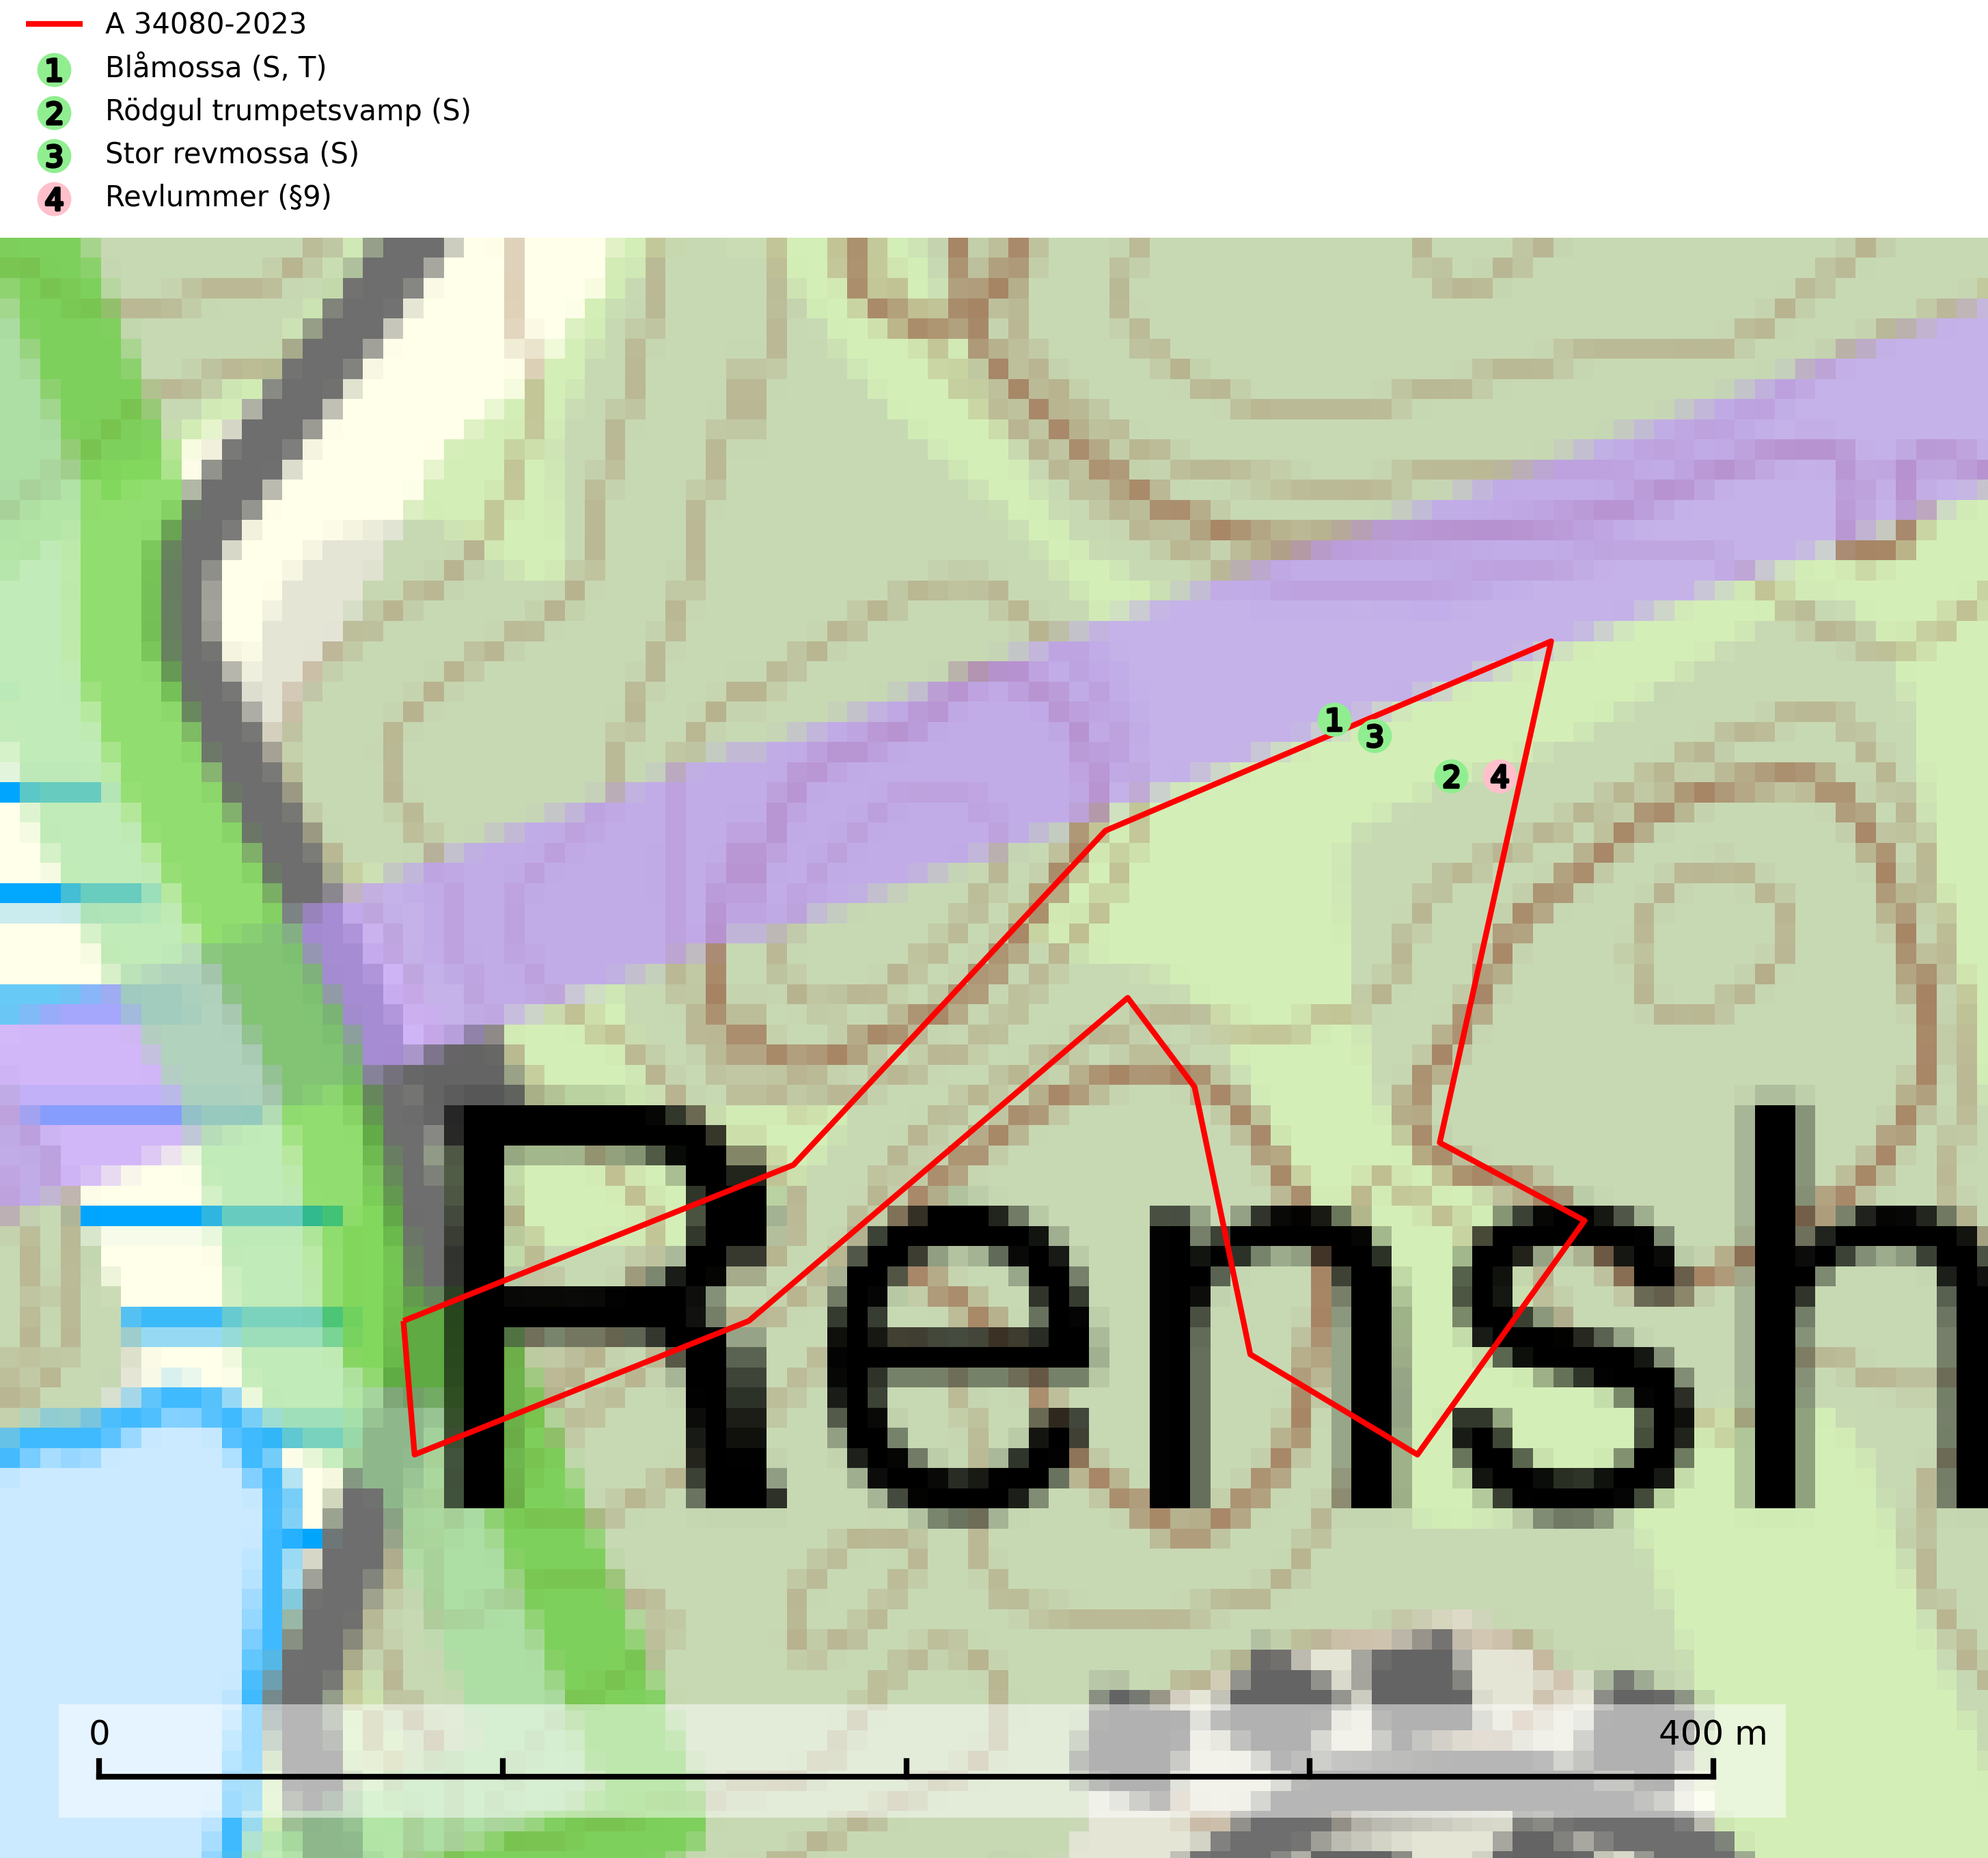 A 34080-2023
1 Blåmossa (S, T)
2 Rödgul trumpetsvamp (S)
3 Stor revmossa (S)
4 Revlummer (§9)
1
3
2 4
Rensh
0 400 m